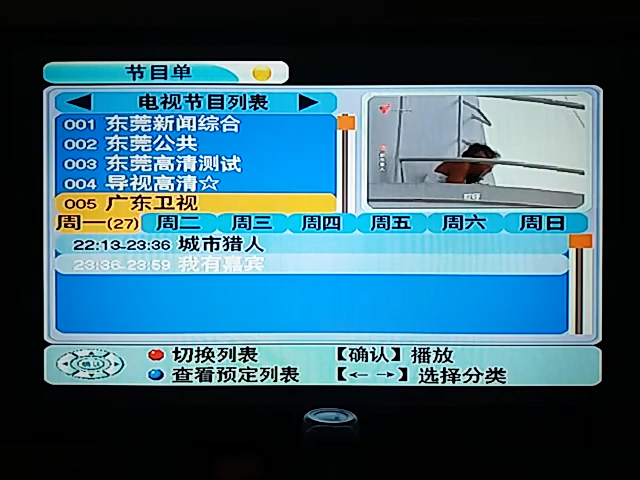 节目单
电视节目列表
001 东莞新闻综合
002 东莞公共
003 东莞高清测试
004 导视高清☆
005 广东卫视
周一(27) 周二 周三 周四 周五 周六 周日
22:13-23:36 城市猎人
23:36-23:59 我有嘉宾
切换列表 【确认】播放
确认
查看预定列表 【← →】选择分类